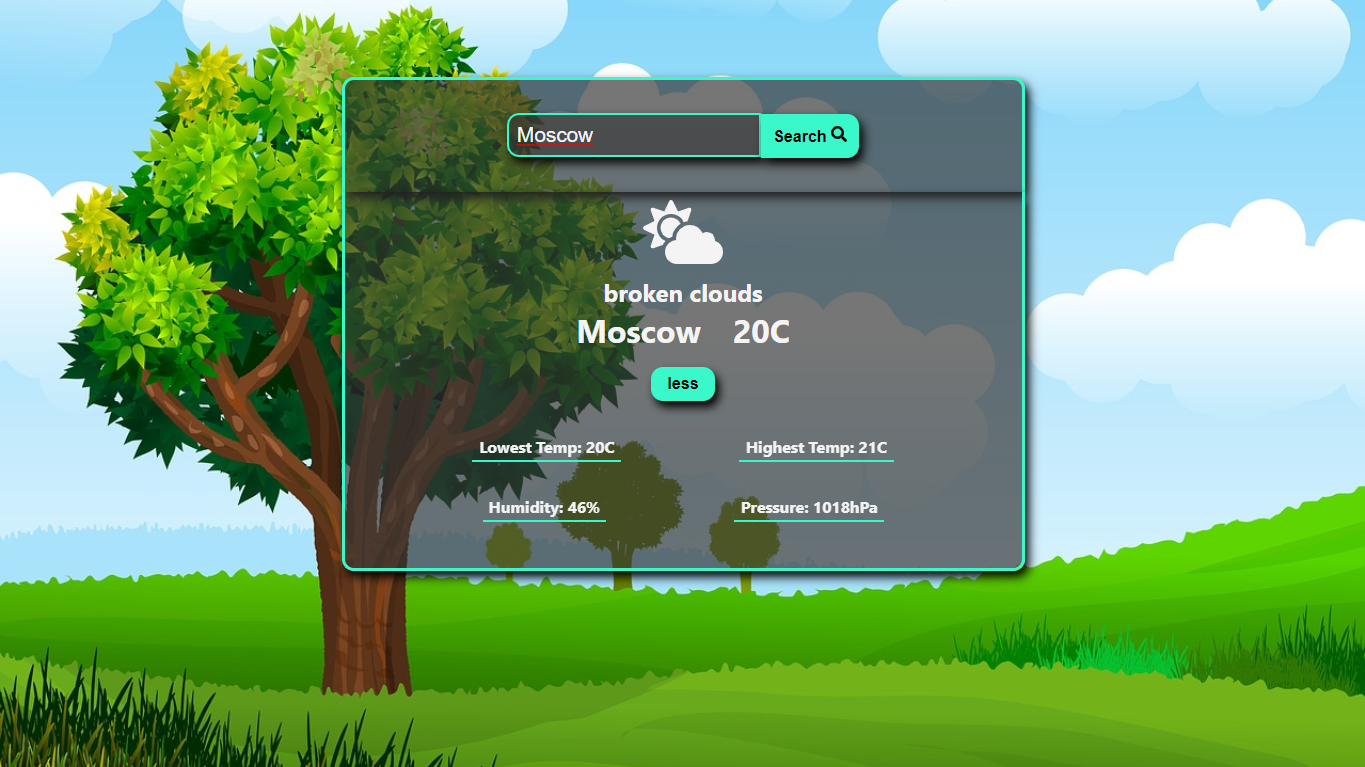 Moscow Search
broken clouds
Moscow 20C
less
Lowest Temp: 20C Highest Temp: 21C
Humidity: 46% Pressure: 1018hPa